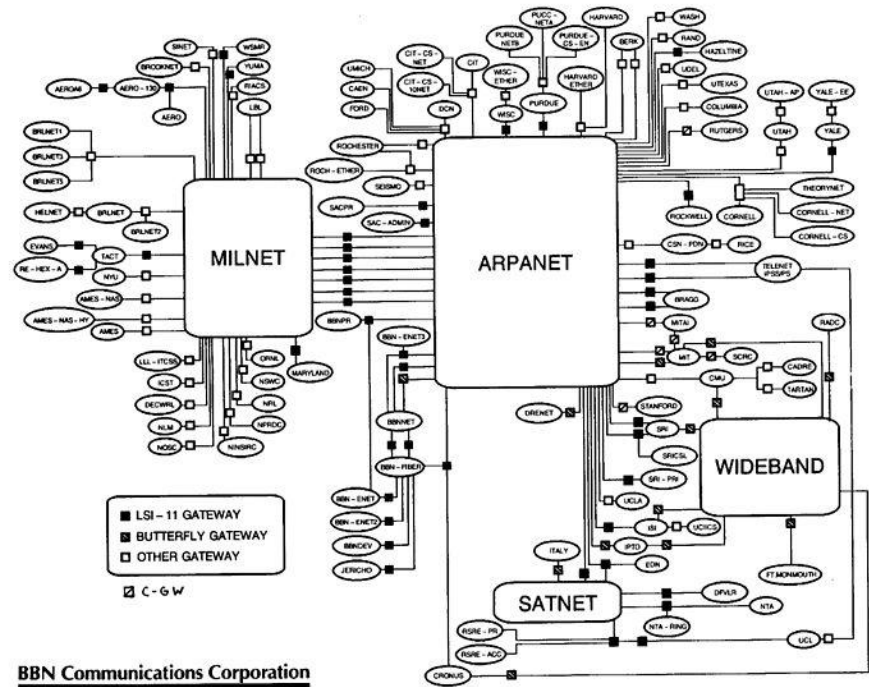 SINET
WSMR
BROOKNET
YUMA
RIACS
LBL
AEROA6
AERO - 130
AERO
BRLNET1
BRLNET3
BRLNET5
HELNET
BRLNET
BRLNET2
EVANS
TACT
RE - HEX - A
NYU
AMES - NAS
AMES - NAS - HY
AMES
MILNET
LLL - ITCSS
ICST
DECWRL
NLM
NOSC
NINSIRC
NPRDC
NRL
NSWC
ORNL
MARYLAND
UMICH
CAEN
FORD
DCN
CIT - CS - NET
CIT - CS - 10NET
CIT
PURDUE NETB
PUCC - NETA
PURDUE - CS - EN
WISC - ETHER
WISC
PURDUE
HARVARD
HARVARD ETHER
BERK
WASH
RAND
HAZELTINE
UDEL
UTEXAS
COLUMBIA
RUTGERS
UTAH - AP
UTAH
YALE - EE
YALE
ROCHESTER
ROCH - ETHER
SEISMO
SACPR
SAC - ADMIN
ARPANET
ROCKWELL
CORNELL
THEORYNET
CORNELL - NET
CORNELL - CS
CSN - PDN
RICE
TELENET
IPSS/PS
BRAGG
MITAI
MIT
SCRC
RADC
CMU
CADRE
TARTAN
BBNPR
BBN - ENET3
BBNNET
BBN - FIBER
BBN - ENET
BBN - ENET2
BBNDEV
JERICHO
DRENET
STANFORD
SRI
SRICSL
SRI - PRI
UCLA
ISI
UCIICS
IPTO
EDN
WIDEBAND
FT.MONMOUTH
ITALY
SATNET
DFVLR
NTA
NTA - RING
RSRE - PR
RSRE - ACC
UCL
CRONUS
LSI - 11 GATEWAY
BUTTERFLY GATEWAY
OTHER GATEWAY
C-GW
BBN Communications Corporation